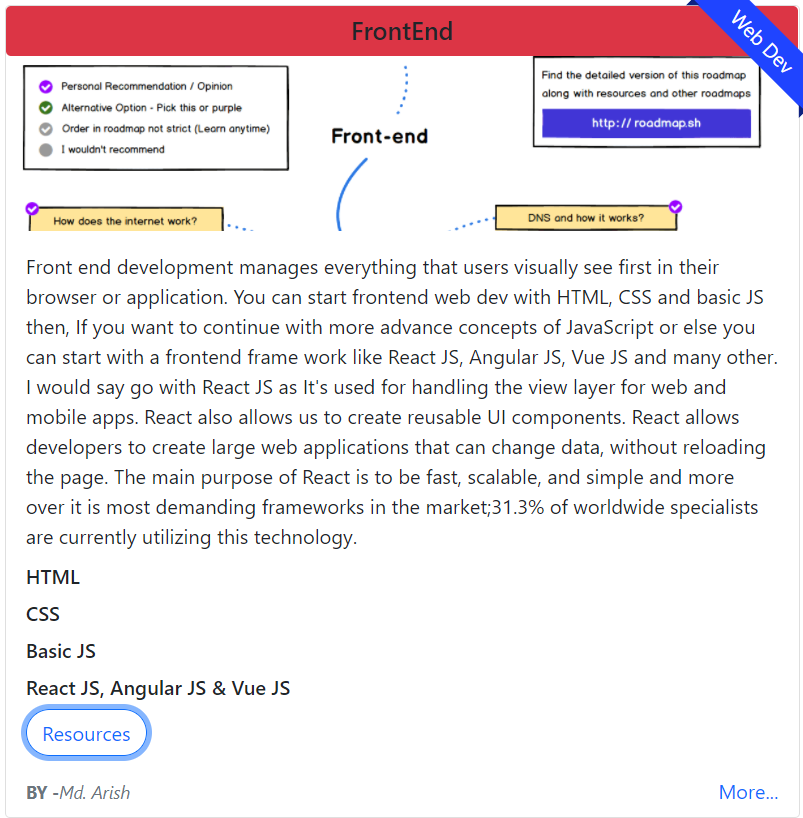 FrontEnd
Web Dev
Personal Recommendation / Opinion
Alternative Option - Pick this or purple
Order in roadmap not strict (Learn anytime)
I wouldn't recommend
Front-end
Find the detailed version of this roadmap
along with resources and other roadmaps
http:// roadmap.sh
How does the internet work?
DNS and how it works?
Front end development manages everything that users visually see first in their
browser or application. You can start frontend web dev with HTML, CSS and basic JS
then, If you want to continue with more advance concepts of JavaScript or else you
can start with a frontend frame work like React JS, Angular JS, Vue JS and many other.
I would say go with React JS as It's used for handling the view layer for web and
mobile apps. React also allows us to create reusable UI components. React allows
developers to create large web applications that can change data, without reloading
the page. The main purpose of React is to be fast, scalable, and simple and more
over it is most demanding frameworks in the market;31.3% of worldwide specialists
are currently utilizing this technology.
HTML
CSS
Basic JS
React JS, Angular JS & Vue JS
Resources
BY -Md. Arish
More...